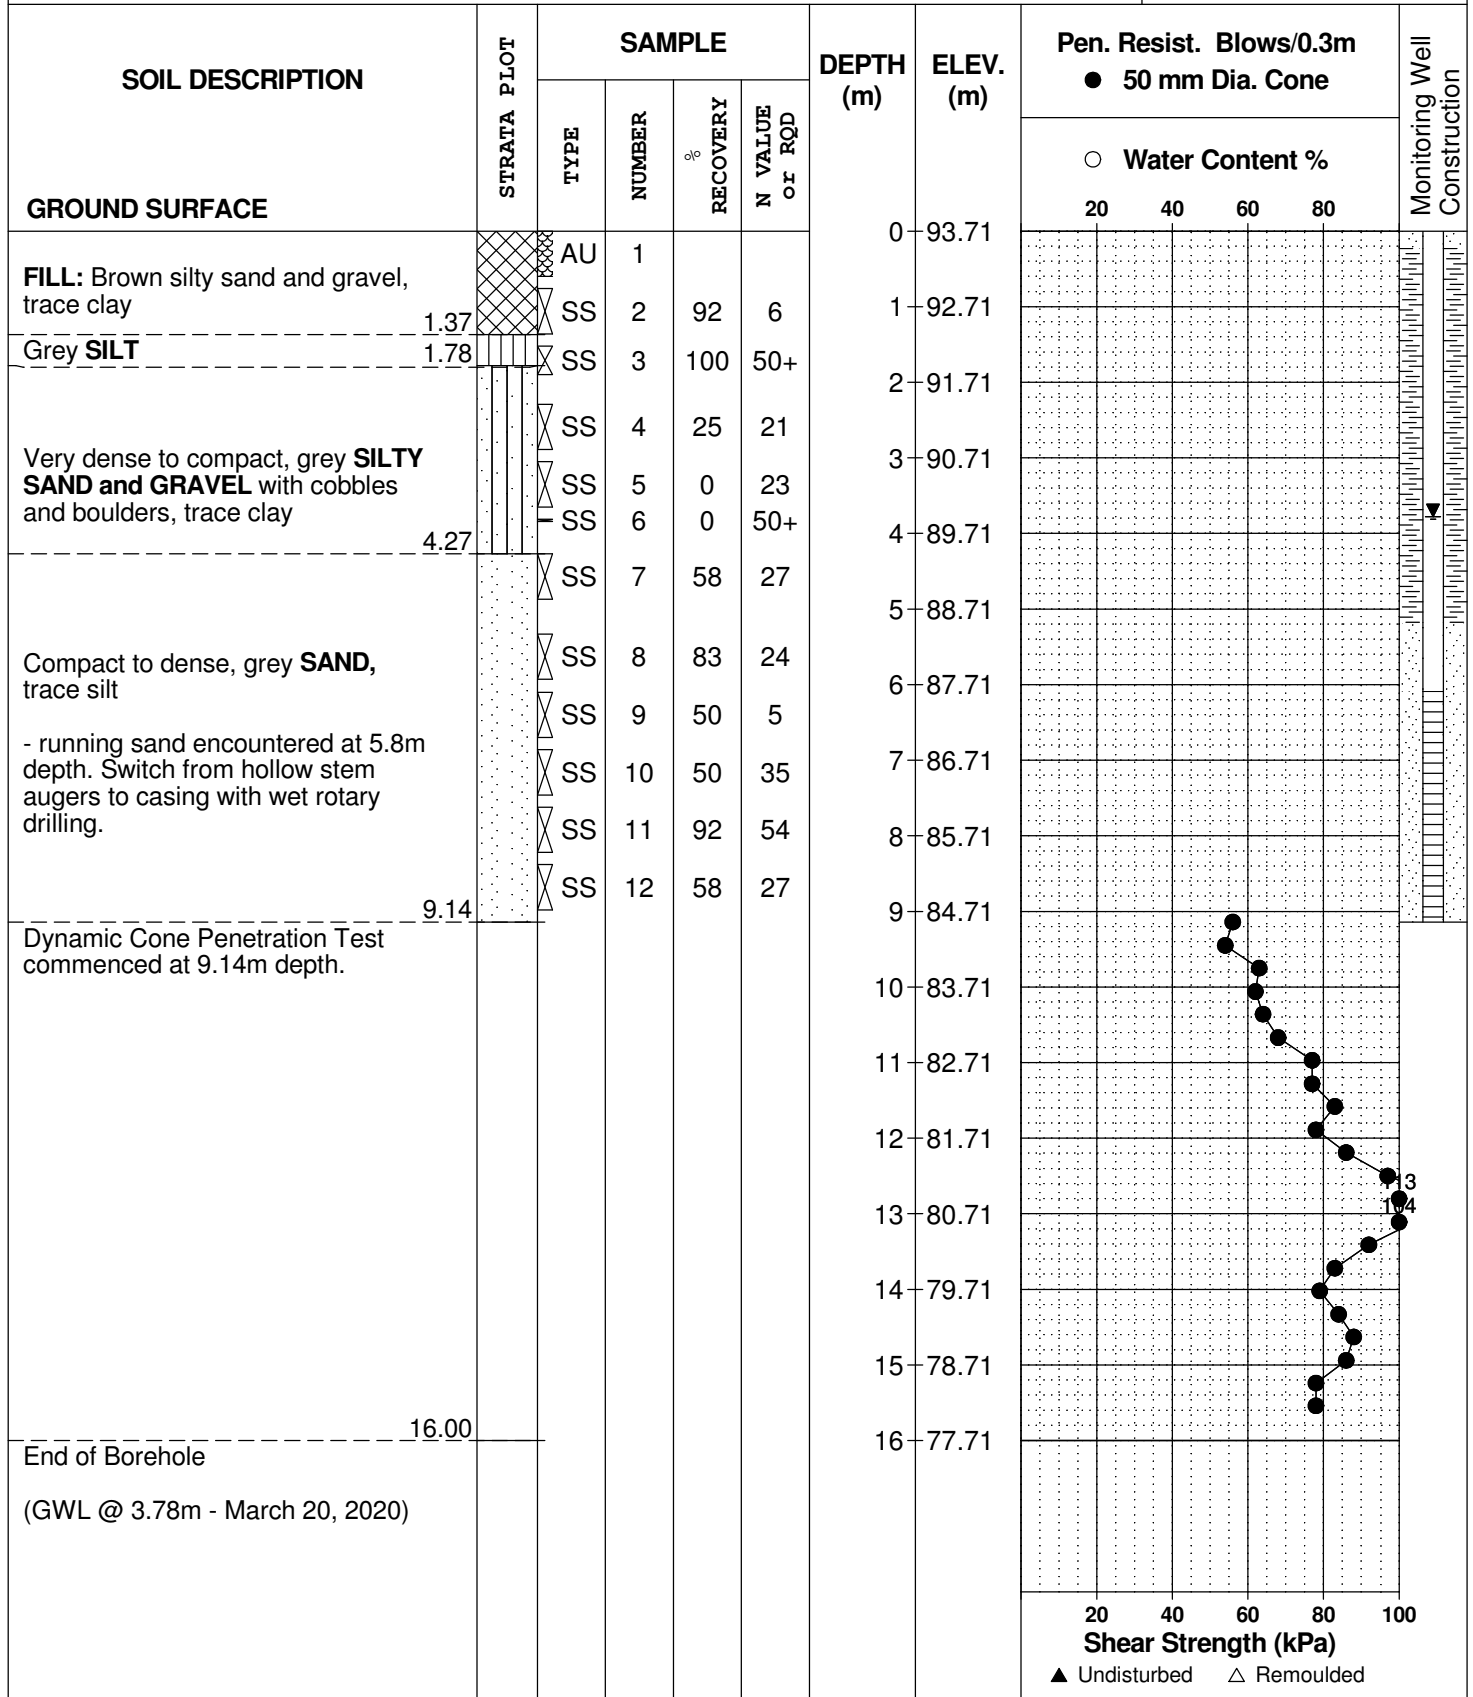 SOIL DESCRIPTION
GROUND SURFACE
STRATA PLOT
SAMPLE
TYPE
NUMBER
%
RECOVERY
N VALUE
or RQD
DEPTH
(m)
ELEV.
(m)
Pen. Resist. Blows/0.3m
● 50 mm Dia. Cone
○ Water Content %
20 40 60 80
Monitoring Well
Construction
FILL: Brown silty sand and gravel,
trace clay
1.37
Grey SILT 1.78
Very dense to compact, grey SILTY
SAND and GRAVEL with cobbles
and boulders, trace clay
4.27
Compact to dense, grey SAND,
trace silt
- running sand encountered at 5.8m
depth. Switch from hollow stem
augers to casing with wet rotary
drilling.
9.14
Dynamic Cone Penetration Test
commenced at 9.14m depth.
16.00
End of Borehole
(GWL @ 3.78m - March 20, 2020)
AU 1
SS 2 92 6
SS 3 100 50+
SS 4 25 21
SS 5 0 23
SS 6 0 50+
SS 7 58 27
SS 8 83 24
SS 9 50 5
SS 10 50 35
SS 11 92 54
SS 12 58 27
0 93.71
1 92.71
2 91.71
3 90.71
4 89.71
5 88.71
6 87.71
7 86.71
8 85.71
9 84.71
10 83.71
11 82.71
12 81.71
13 80.71
14 79.71
15 78.71
16 77.71
113
104
20 40 60 80 100
Shear Strength (kPa)
▲ Undisturbed △ Remoulded